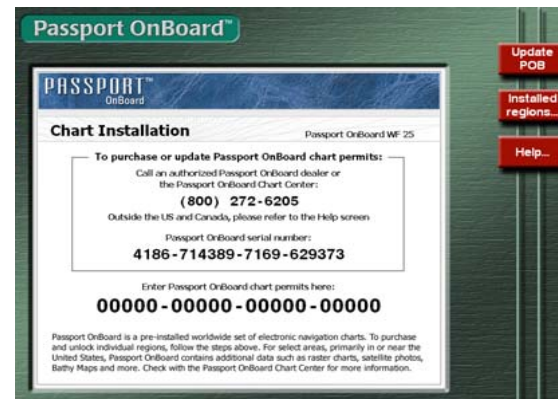 Passport OnBoard™
Update
POB
Installed
regions...
Help...
PASSPORT™
OnBoard
Chart Installation
Passport OnBoard WF 25
To purchase or update Passport OnBoard chart permits:
Call an authorized Passport OnBoard dealer or
the Passport OnBoard Chart Center:
(800) 272-6205
Outside the US and Canada, please refer to the Help screen
Passport OnBoard serial number:
4186-714389-7169-629373
Enter Passport OnBoard chart permits here:
00000-00000-00000-00000
Passport OnBoard is a pre-installed worldwide set of electronic navigation charts. To purchase
and unlock individual regions, follow the steps above. For select areas, primarily in or near the
United States, Passport OnBoard contains additional data such as raster charts, satellite photos,
Bathy Maps and more. Check with the Passport OnBoard Chart Center for more information.